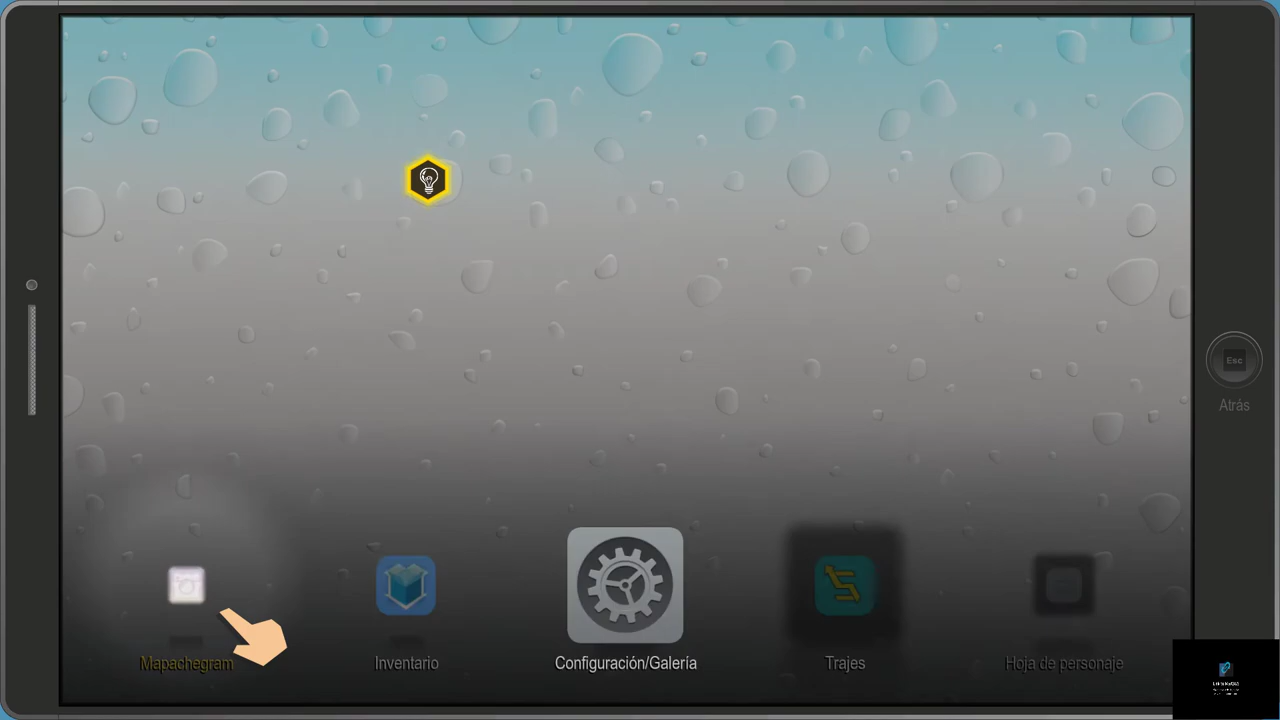 Esc
Atrás
Mapachegram
Inventario
Configuración/Galería
Trajes
Hoja de personaje